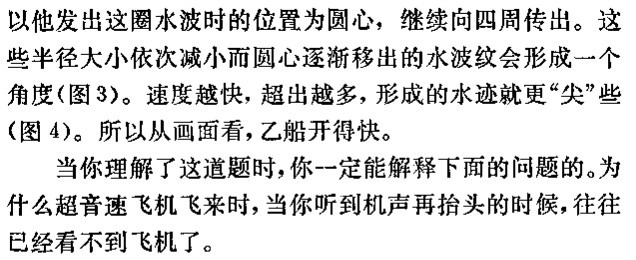 以他发出这圈水波时的位置为圆心，继续向四周传出。这
些半径大小依次减小而圆心逐渐移出的水波纹会形成一个
角度(图3)。速度越快，超出越多，形成的水迹就更“尖”些
(图4)。所以从画面看，乙船开得快。
当你理解了这道题时，你一定能解释下面的问题的。为
什么超音速飞机飞来时，当你听到机声再抬头的时候，往往
已经看不到飞机了。